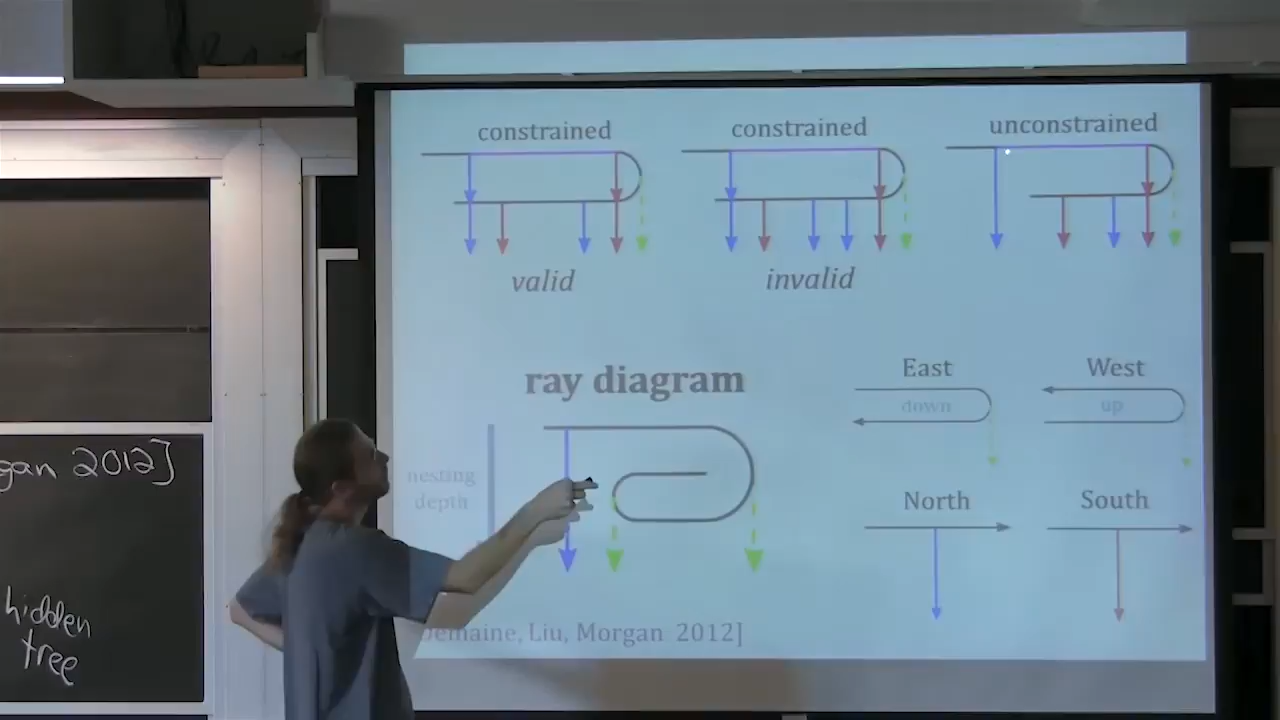 constrained
constrained
unconstrained
valid
invalid
ray diagram
East
West
down
up
nesting
depth
North
South
gan 2012]
Demaine, Liu, Morgan 2012]
hidden
tree